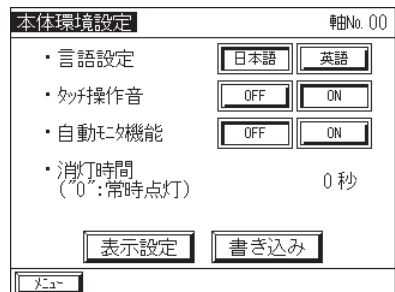 本体環境設定 軸No. 00
・言語設定 日本語 英語
・ﾀｯﾁ操作音 OFF ON
・自動ﾓﾆﾀ機能 OFF ON
・消灯時間 0 秒
("0":常時点灯)
表示設定 書き込み
ﾒﾆｭｰ